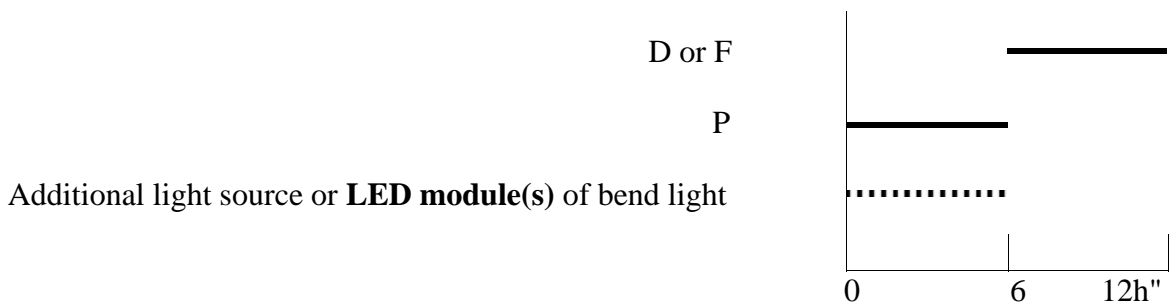 D or F
P
Additional light source or LED module(s) of bend light
0 6 12h"